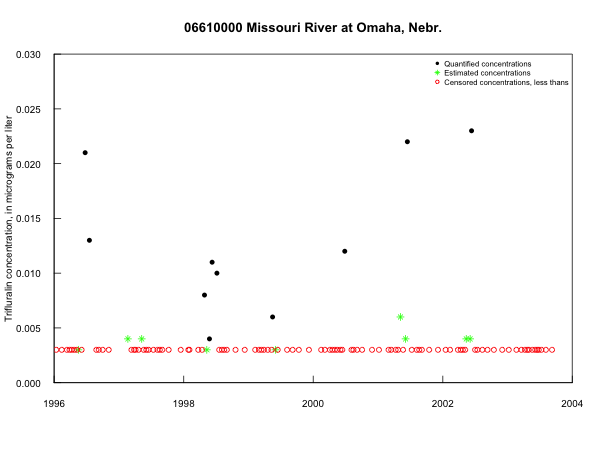 06610000 Missouri River at Omaha, Nebr.
Quantified concentrations
Estimated concentrations
Censored concentrations, less thans
Trifluralin concentration, in micrograms per liter
0.030
0.025
0.020
0.015
0.010
0.005
0.000
1996 1998 2000 2002 2004